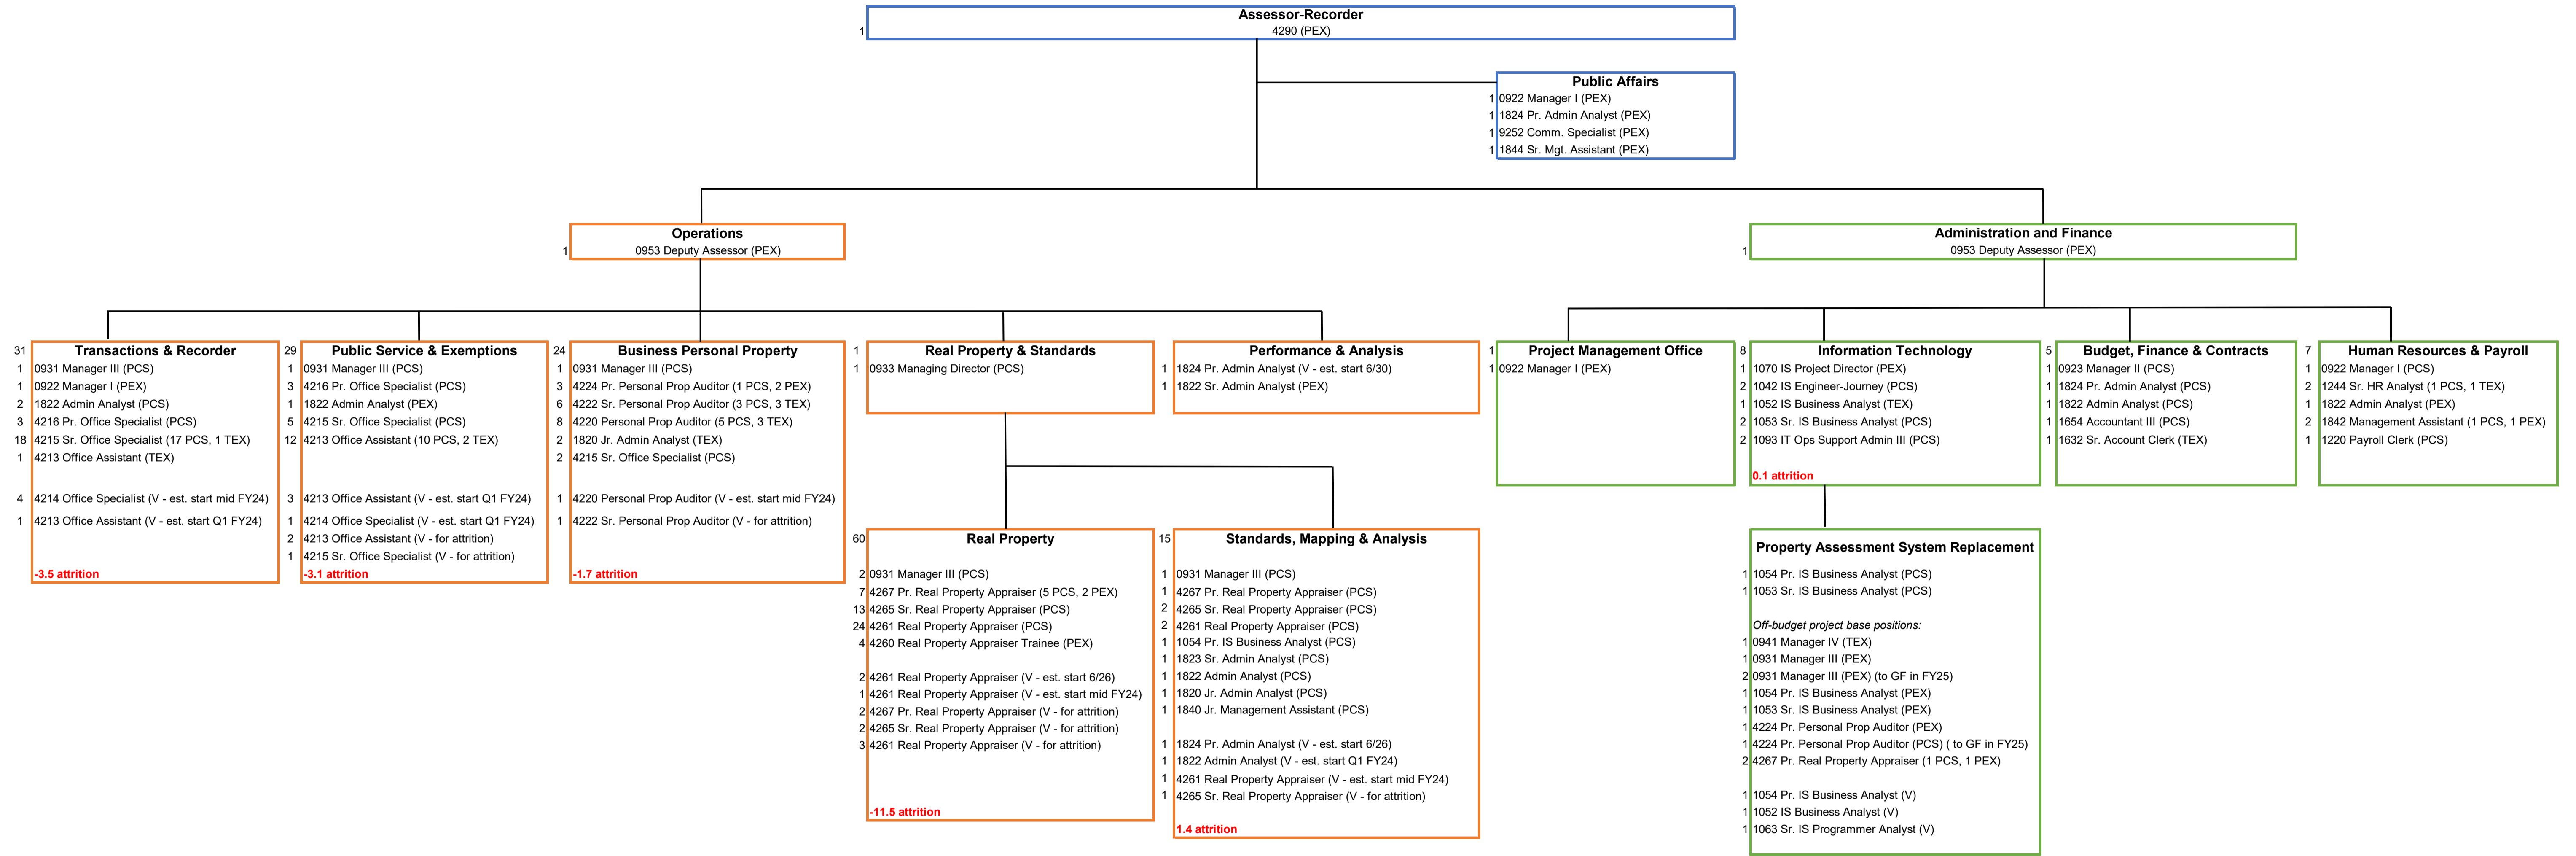 Assessor-Recorder
1 4290 (PEX)
Public Affairs
1 0922 Manager I (PEX)
1 1824 Pr. Admin Analyst (PEX)
1 9252 Comm. Specialist (PEX)
1 1844 Sr. Mgt. Assistant (PEX)
Operations
1 0953 Deputy Assessor (PEX)
Administration and Finance
1 0953 Deputy Assessor (PEX)
31 Transactions & Recorder
1 0931 Manager III (PCS)
1 0922 Manager I (PEX)
2 1822 Admin Analyst (PCS)
3 4216 Pr. Office Specialist (PCS)
18 4215 Sr. Office Specialist (17 PCS, 1 TEX)
1 4213 Office Assistant (TEX)
4 4214 Office Specialist (V - est. start mid FY24)
1 4213 Office Assistant (V - est. start Q1 FY24)
-3.5 attrition
29 Public Service & Exemptions
1 0931 Manager III (PCS)
3 4216 Pr. Office Specialist (PCS)
1 1822 Admin Analyst (PEX)
5 4215 Sr. Office Specialist (PCS)
12 4213 Office Assistant (10 PCS, 2 TEX)
3 4213 Office Assistant (V - est. start Q1 FY24)
1 4214 Office Specialist (V - est. start Q1 FY24)
2 4213 Office Assistant (V - for attrition)
1 4215 Sr. Office Specialist (V - for attrition)
-3.1 attrition
24 Business Personal Property
1 0931 Manager III (PCS)
3 4224 Pr. Personal Prop Auditor (1 PCS, 2 PEX)
6 4222 Sr. Personal Prop Auditor (3 PCS, 3 TEX)
8 4220 Personal Prop Auditor (5 PCS, 3 TEX)
2 1820 Jr. Admin Analyst (TEX)
2 4215 Sr. Office Specialist (PCS)
1 4220 Personal Prop Auditor (V - est. start mid FY24)
1 4222 Sr. Personal Prop Auditor (V - for attrition)
-1.7 attrition
1 Real Property & Standards
1 0933 Managing Director (PCS)
Performance & Analysis
1 1824 Pr. Admin Analyst (V - est. start 6/30)
1 1822 Sr. Admin Analyst (PEX)
1 Project Management Office
1 0922 Manager I (PEX)
8 Information Technology
1 1070 IS Project Director (PEX)
2 1042 IS Engineer-Journey (PCS)
1 1052 IS Business Analyst (TEX)
2 1053 Sr. IS Business Analyst (PCS)
2 1093 IT Ops Support Admin III (PCS)
0.1 attrition
5 Budget, Finance & Contracts
1 0923 Manager II (PCS)
1 1824 Pr. Admin Analyst (PCS)
1 1822 Admin Analyst (PCS)
1 1654 Accountant III (PCS)
1 1632 Sr. Account Clerk (TEX)
7 Human Resources & Payroll
1 0922 Manager I (PCS)
2 1244 Sr. HR Analyst (1 PCS, 1 TEX)
1 1822 Admin Analyst (PEX)
2 1842 Management Assistant (1 PCS, 1 PEX)
1 1220 Payroll Clerk (PCS)
60 Real Property
2 0931 Manager III (PCS)
7 4267 Pr. Real Property Appraiser (5 PCS, 2 PEX)
13 4265 Sr. Real Property Appraiser (PCS)
24 4261 Real Property Appraiser (PCS)
4 4260 Real Property Appraiser Trainee (PEX)
2 4261 Real Property Appraiser (V - est. start 6/26)
1 4261 Real Property Appraiser (V - est. start mid FY24)
2 4267 Pr. Real Property Appraiser (V - for attrition)
2 4265 Sr. Real Property Appraiser (V - for attrition)
3 4261 Real Property Appraiser (V - for attrition)
-11.5 attrition
15 Standards, Mapping & Analysis
1 0931 Manager III (PCS)
1 4267 Pr. Real Property Appraiser (PCS)
2 4265 Sr. Real Property Appraiser (PCS)
2 4261 Real Property Appraiser (PCS)
1 1054 Pr. IS Business Analyst (PCS)
1 1823 Sr. Admin Analyst (PCS)
1 1822 Admin Analyst (PCS)
1 1820 Jr. Admin Analyst (PCS)
1 1840 Jr. Management Assistant (PCS)
1 1824 Pr. Admin Analyst (V - est. start 6/26)
1 1822 Admin Analyst (V - est. start Q1 FY24)
1 4261 Real Property Appraiser (V - est. start mid FY24)
1 4265 Sr. Real Property Appraiser (V - for attrition)
1.4 attrition
Property Assessment System Replacement
1 1054 Pr. IS Business Analyst (PCS)
1 1053 Sr. IS Business Analyst (PCS)
Off-budget project base positions:
1 0941 Manager IV (TEX)
1 0931 Manager III (PEX)
2 0931 Manager III (PEX) (to GF in FY25)
1 1054 Pr. IS Business Analyst (PEX)
1 1053 Sr. IS Business Analyst (PEX)
1 4224 Pr. Personal Prop Auditor (PEX)
1 4224 Pr. Personal Prop Auditor (PCS) ( to GF in FY25)
2 4267 Pr. Real Property Appraiser (1 PCS, 1 PEX)
1 1054 Pr. IS Business Analyst (V)
1 1052 IS Business Analyst (V)
1 1063 Sr. IS Programmer Analyst (V)